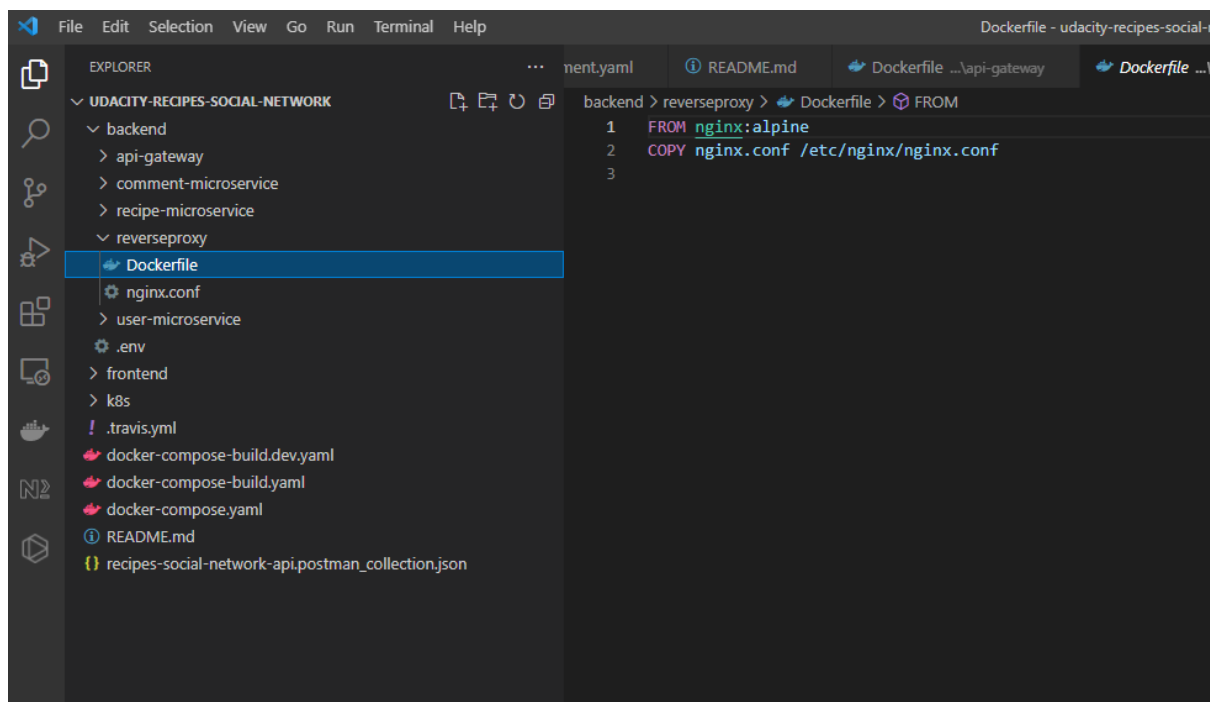 File Edit Selection View Go Run Terminal Help
Dockerfile - udacity-recipes-social-
EXPLORER
ment.yaml README.md Dockerfile ...\api-gateway Dockerfile ...\
UDACITY-RECIPES-SOCIAL-NETWORK
backend > reverseproxy > Dockerfile > FROM
backend
api-gateway
comment-microservice
recipe-microservice
reverseproxy
Dockerfile
nginx.conf
user-microservice
.env
frontend
k8s
.travis.yml
docker-compose-build.dev.yaml
docker-compose-build.yaml
docker-compose.yaml
README.md
{} recipes-social-network-api.postman_collection.json
1 FROM nginx:alpine
2 COPY nginx.conf /etc/nginx/nginx.conf
3